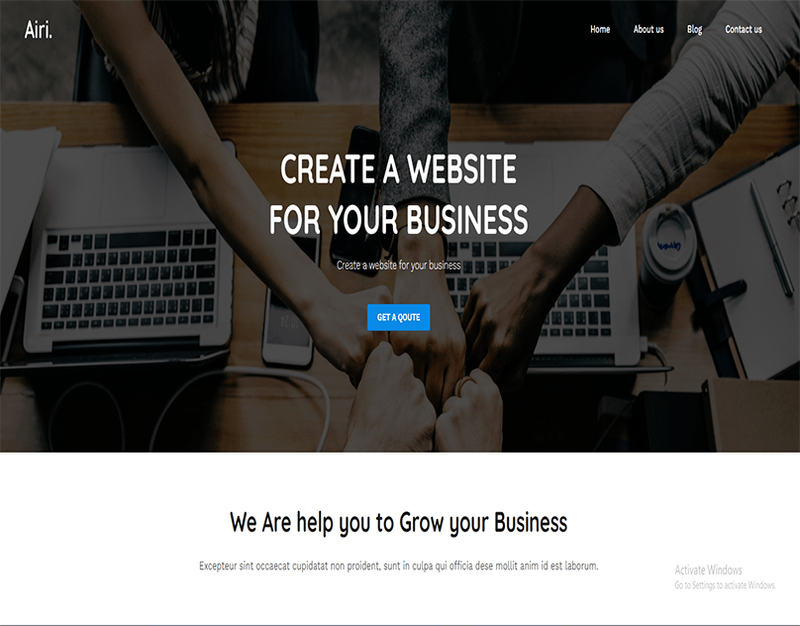 Airi.
Home About us Blog Contact us
CREATE A WEBSITE
FOR YOUR BUSINESS
Create a website for your business
GET A QOUTE
We Are help you to Grow your Business
Excepteur sint occaecat cupidatat non proident, sunt in culpa qui officia dese mollit anim id est laborum.
Activate Windows
Go to Settings to activate Windows.